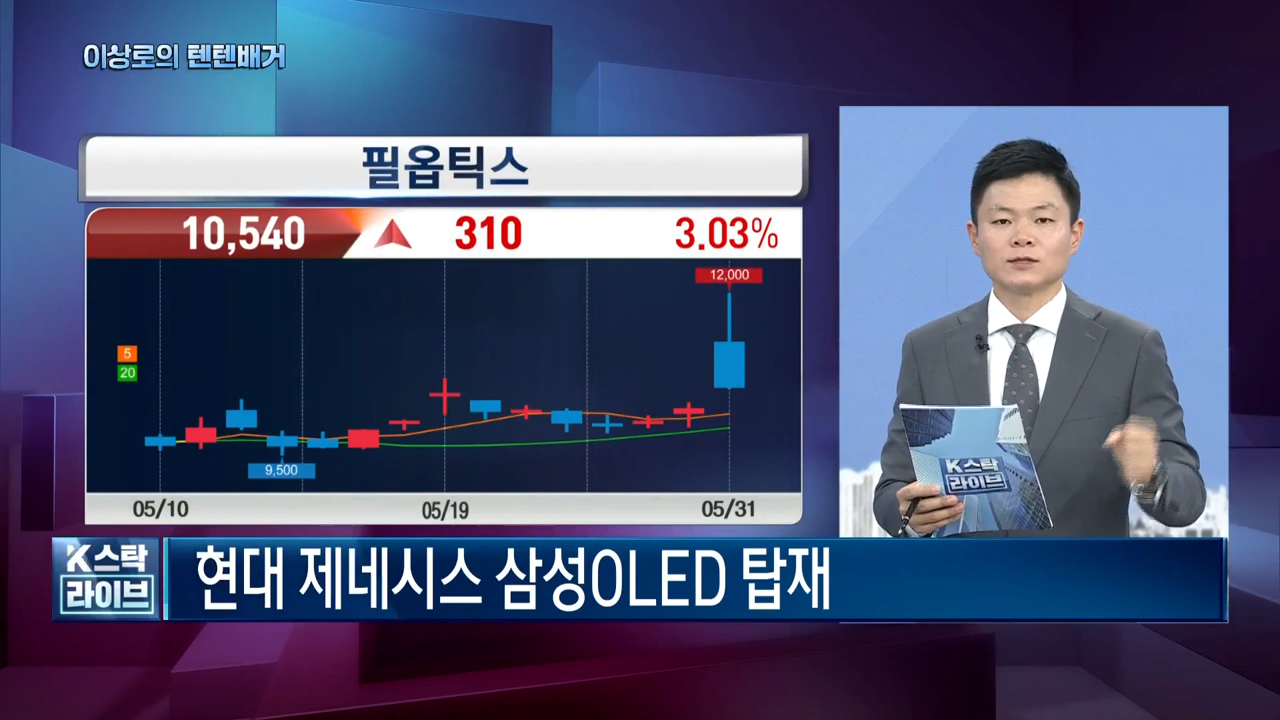 이상로의 텐텐배거
필옵틱스
10,540 310 3.03%
12,000
5
20
9,500
05/10 05/19 05/31
K스탁
라이브
K스탁
라이브
현대 제네시스 삼성OLED 탑재